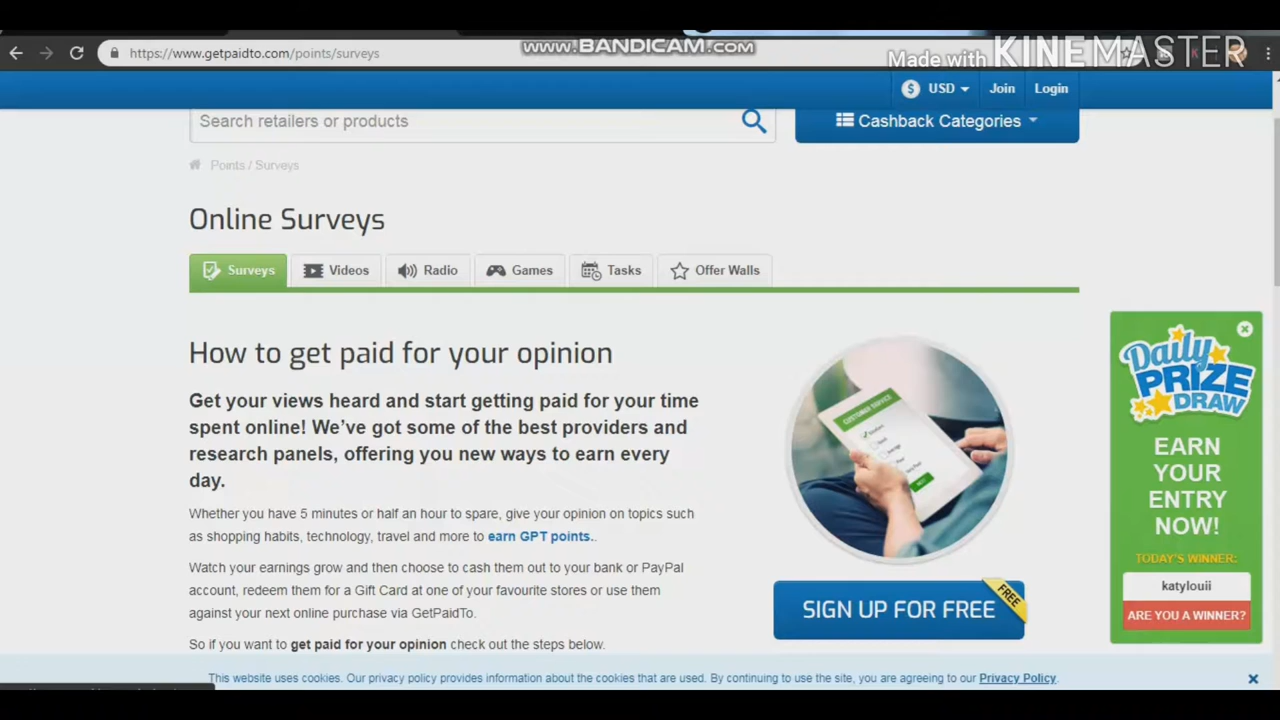 https://www.getpaidto.com/points/surveys
WWW.BANDICAM.COM
Made with KINEMASTER
USD
Join
Login
Search retailers or products
Cashback Categories
Points / Surveys
Online Surveys
Surveys
Videos
Radio
Games
Tasks
Offer Walls
How to get paid for your opinion
Get your views heard and start getting paid for your time
spent online! We've got some of the best providers and
research panels, offering you new ways to earn every
day.
Whether you have 5 minutes or half an hour to spare, give your opinion on topics such
as shopping habits, technology, travel and more to earn GPT points..
Watch your earnings grow and then choose to cash them out to your bank or PayPal
account, redeem them for a Gift Card at one of your favourite stores or use them
against your next online purchase via GetPaidTo.
So if you want to get paid for your opinion check out the steps below.
CUSTOMER SERVICE
SIGN UP FOR FREE
FREE
Daily
PRIZE
DRAW
EARN
YOUR
ENTRY
NOW!
TODAY'S WINNER:
katylouii
ARE YOU A WINNER?
This website uses cookies. Our privacy policy provides information about the cookies that are used. By continuing to use the site, you are agreeing to our Privacy Policy.